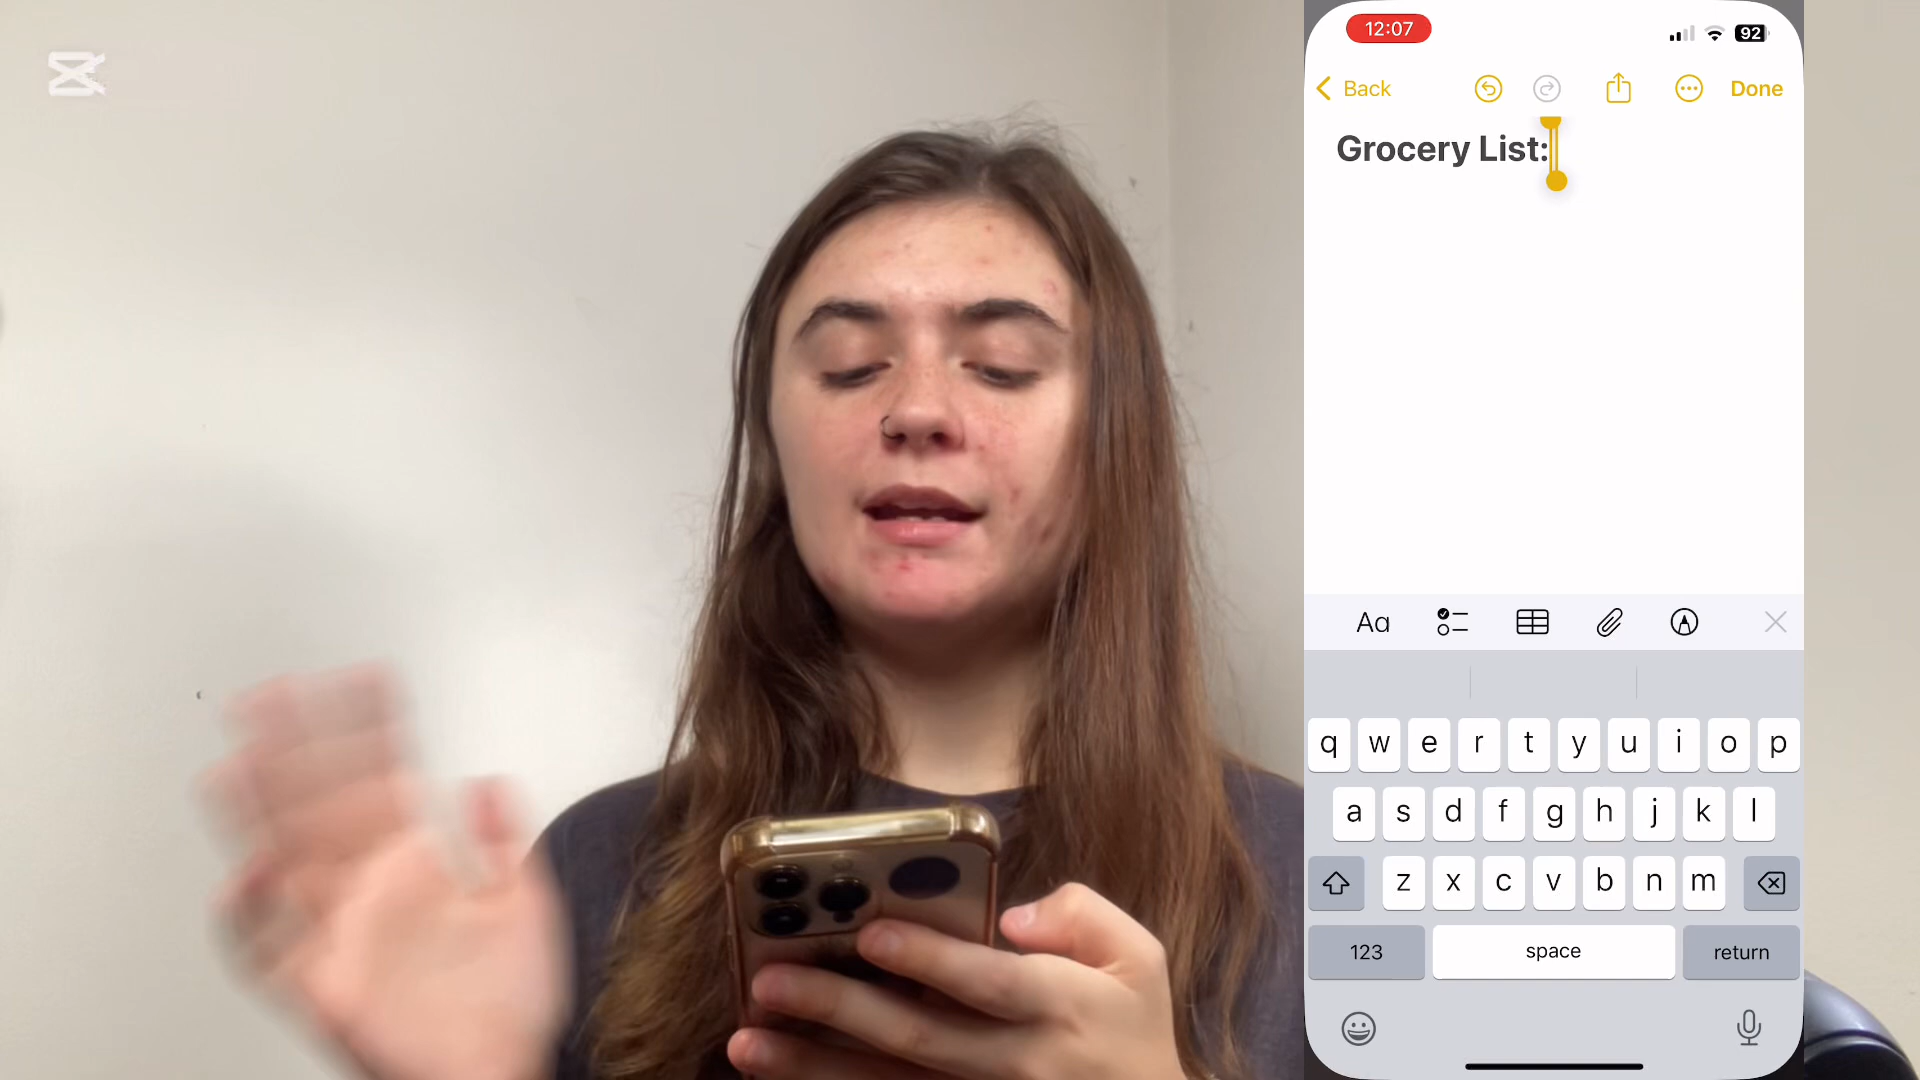 12:07
92
Back
Done
Grocery List:
Aa
q w e r t y u i o p
a s d f g h j k l
z x c v b n m
123
space
return